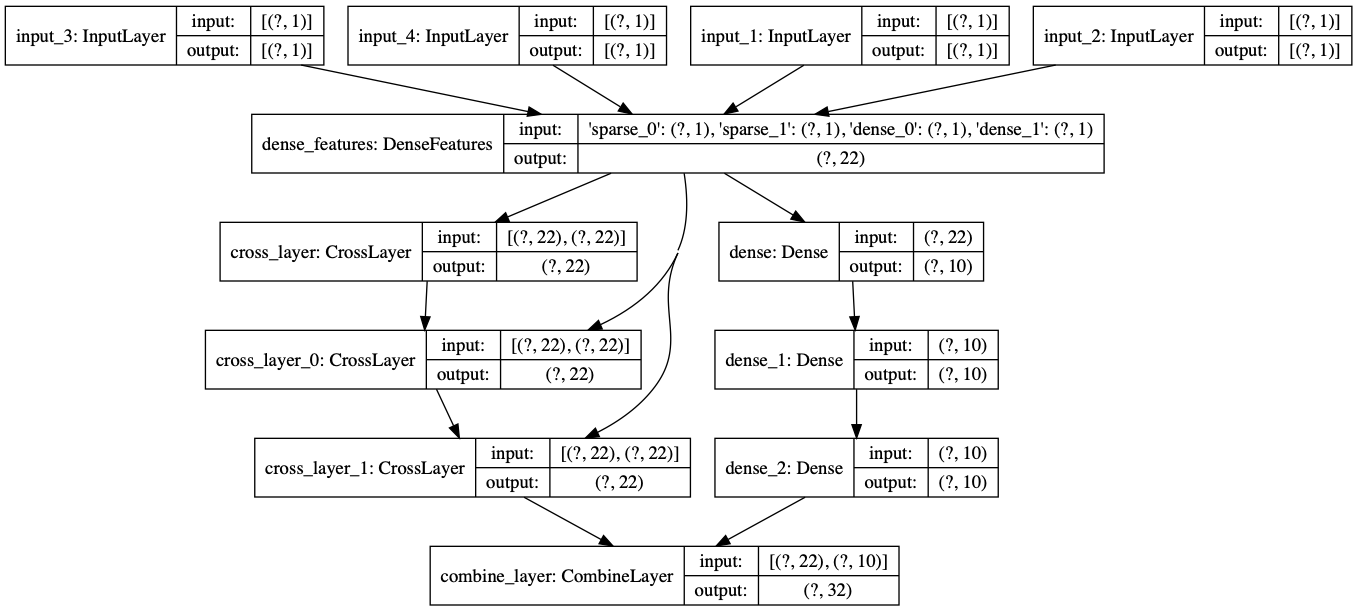 input_3: InputLayer input: [(?, 1)] output: [(?, 1)]
input_4: InputLayer input: [(?, 1)] output: [(?, 1)]
input_1: InputLayer input: [(?, 1)] output: [(?, 1)]
input_2: InputLayer input: [(?, 1)] output: [(?, 1)]
dense_features: DenseFeatures
input: 'sparse_0': (?, 1), 'sparse_1': (?, 1), 'dense_0': (?, 1), 'dense_1': (?, 1)
output: (?, 22)
cross_layer: CrossLayer
input: [(?, 22), (?, 22)]
output: (?, 22)
dense: Dense
input: (?, 22)
output: (?, 10)
cross_layer_0: CrossLayer
input: [(?, 22), (?, 22)]
output: (?, 22)
dense_1: Dense
input: (?, 10)
output: (?, 10)
cross_layer_1: CrossLayer
input: [(?, 22), (?, 22)]
output: (?, 22)
dense_2: Dense
input: (?, 10)
output: (?, 10)
combine_layer: CombineLayer
input: [(?, 22), (?, 10)]
output: (?, 32)